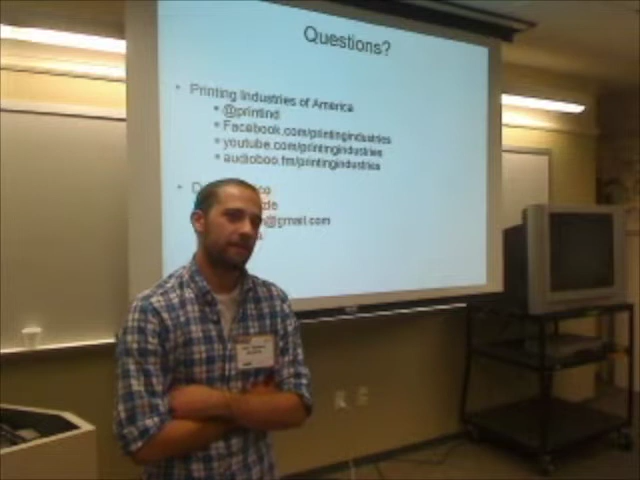 Questions?
Printing Industries of America
@printind
Facebook.com/printingindustries
youtube.com/printingindustries
audioboo.fm/printingindustries
@gmail.com